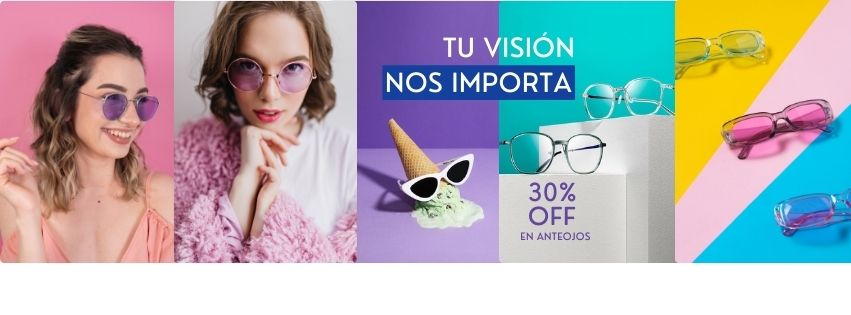 TU VISIÓN
NOS IMPORTA
30%
OFF
EN ANTEOJOS